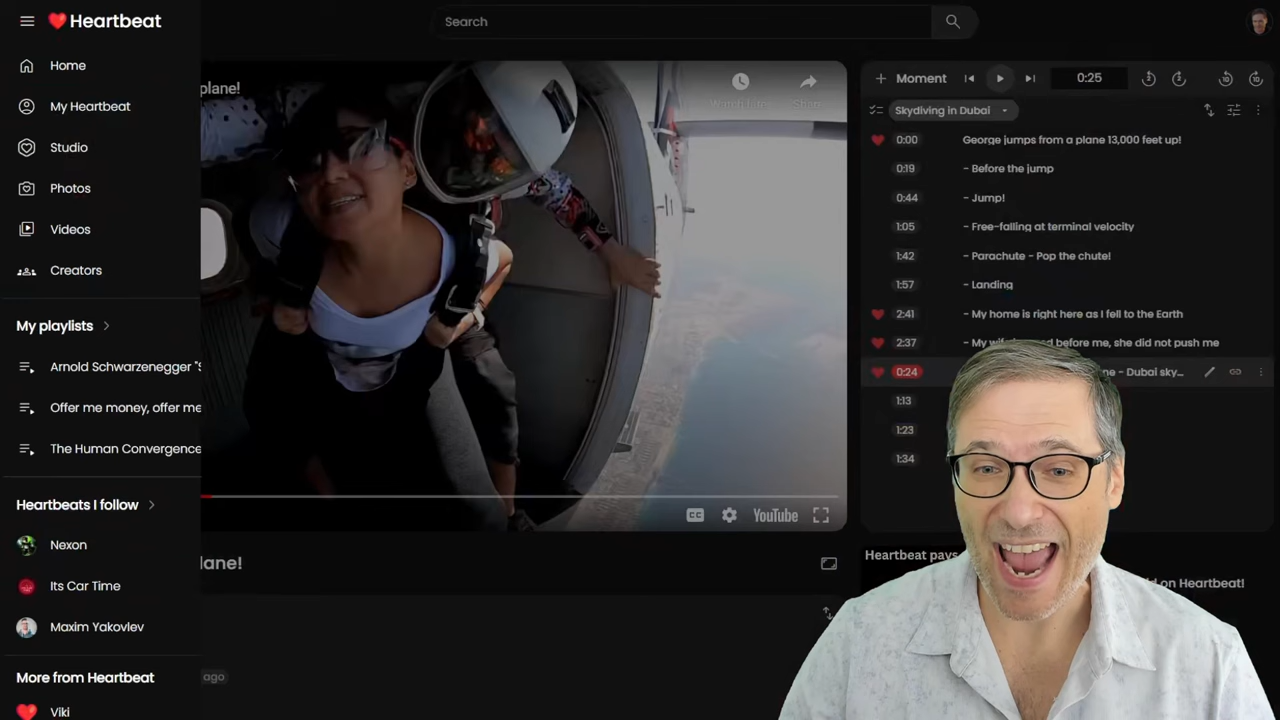 Heartbeat
Search
Home
My Heartbeat
Studio
Photos
Videos
Creators
My playlists
Arnold Schwarzenegger "S
Offer me money, offer me
The Human Convergence
Heartbeats I follow
Nexon
Its Car Time
Maxim Yakovlev
More from Heartbeat
Viki
plane!
Watch later
Share
CC
YouTube
lane!
ago
Moment
0:25
Skydiving in Dubai
0:00 George jumps from a plane 13,000 feet up!
0:19 - Before the jump
0:44 - Jump!
1:05 - Free-falling at terminal velocity
1:42 - Parachute - Pop the chute!
1:57 - Landing
2:41 - My home is right here as I fell to the Earth
2:37 - My wife before me, she did not push me
0:24 ne - Dubai sky...
1:13
1:23
1:34
Heartbeat pays
on Heartbeat!